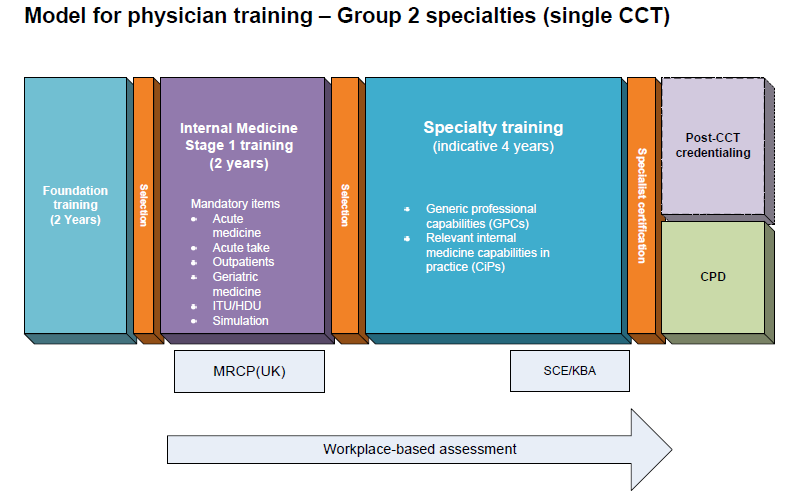 Model for physician training – Group 2 specialties (single CCT)
Foundation
training
(2 Years)
Selection
Internal Medicine
Stage 1 training
(2 years)
Mandatory items
Acute
medicine
Acute take
Outpatients
Geriatric
medicine
ITU/HDU
Simulation
Selection
Specialty training
(indicative 4 years)
Generic professional
capabilities (GPCs)
Relevant internal
medicine capabilities in
practice (CiPs)
Specialist certification
Post-CCT
credentialing
CPD
MRCP(UK)
SCE/KBA
Workplace-based assessment